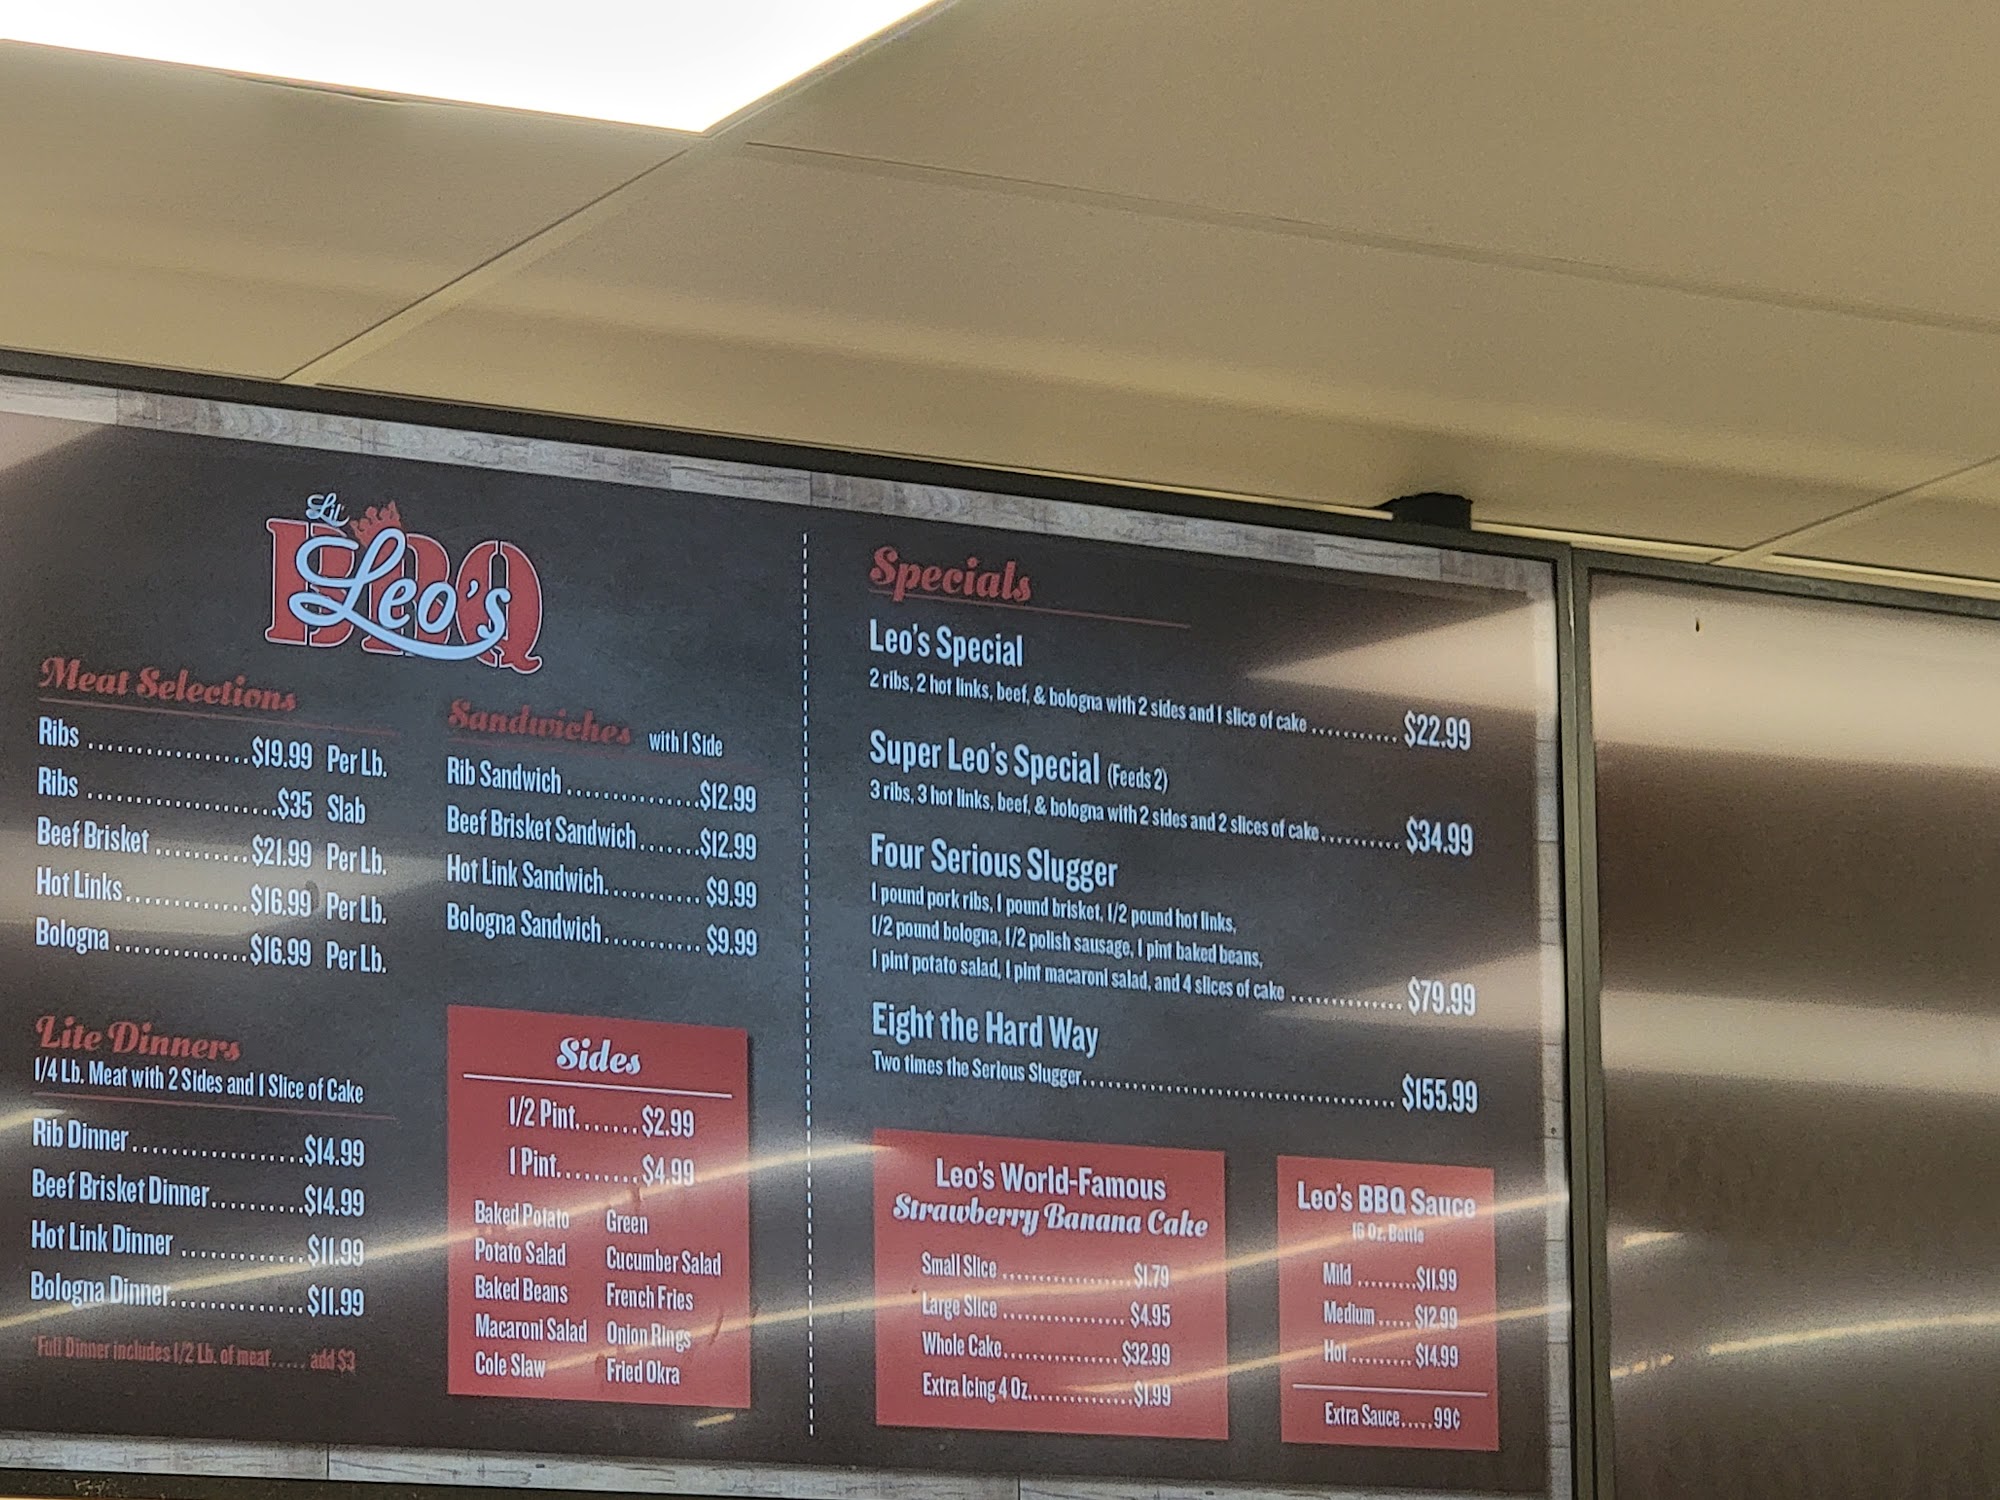 Lil'
Leo's
BBQ
Meat Selections
Ribs ................$19.99 Per Lb.
Ribs ...................$35 Slab
Beef Brisket ..........$21.99 Per Lb.
Hot Links.............$16.99 Per Lb.
Bologna ..............$16.99 Per Lb.
Lite Dinners
1/4 Lb. Meat with 2 Sides and 1 Slice of Cake
Rib Dinner..................$14.99
Beef Brisket Dinner..........$14.99
Hot Link Dinner .............$11.99
Bologna Dinner..............$11.99
*Full Dinner includes 1/2 Lb. of meat..... add $3
Sandwiches with 1 Side
Rib Sandwich ...............$12.99
Beef Brisket Sandwich.......$12.99
Hot Link Sandwich.......... $9.99
Bologna Sandwich........... $9.99
Sides
1/2 Pint....... $2.99
1 Pint......... $4.99
Baked Potato
Potato Salad
Baked Beans
Macaroni Salad
Cole Slaw
Green
Cucumber Salad
French Fries
Onion Rings
Fried Okra
Specials
Leo's Special
2 ribs, 2 hot links, beef, & bologna with 2 sides and 1 slice of cake ........... $22.99
Super Leo's Special (Feeds 2)
3 ribs, 3 hot links, beef, & bologna with 2 sides and 2 slices of cake.......... $34.99
Four Serious Slugger
1 pound pork ribs, 1 pound brisket, 1/2 pound hot links,
1/2 pound bologna, 1/2 polish sausage, 1 pint baked beans,
1 pint potato salad, 1 pint macaroni salad, and 4 slices of cake .............. $79.99
Eight the Hard Way
Two times the Serious Slugger....................................... $155.99
Leo's World-Famous
Strawberry Banana Cake
Small Slice ..................$1.79
Large Slice ................. $4.95
Whole Cake................ $32.99
Extra Icing 4 Oz...............$1.99
Leo's BBQ Sauce
16 Oz. Bottle
Mild .........$11.99
Medium ..... $12.99
Hot ......... $14.99
Extra Sauce.....99¢